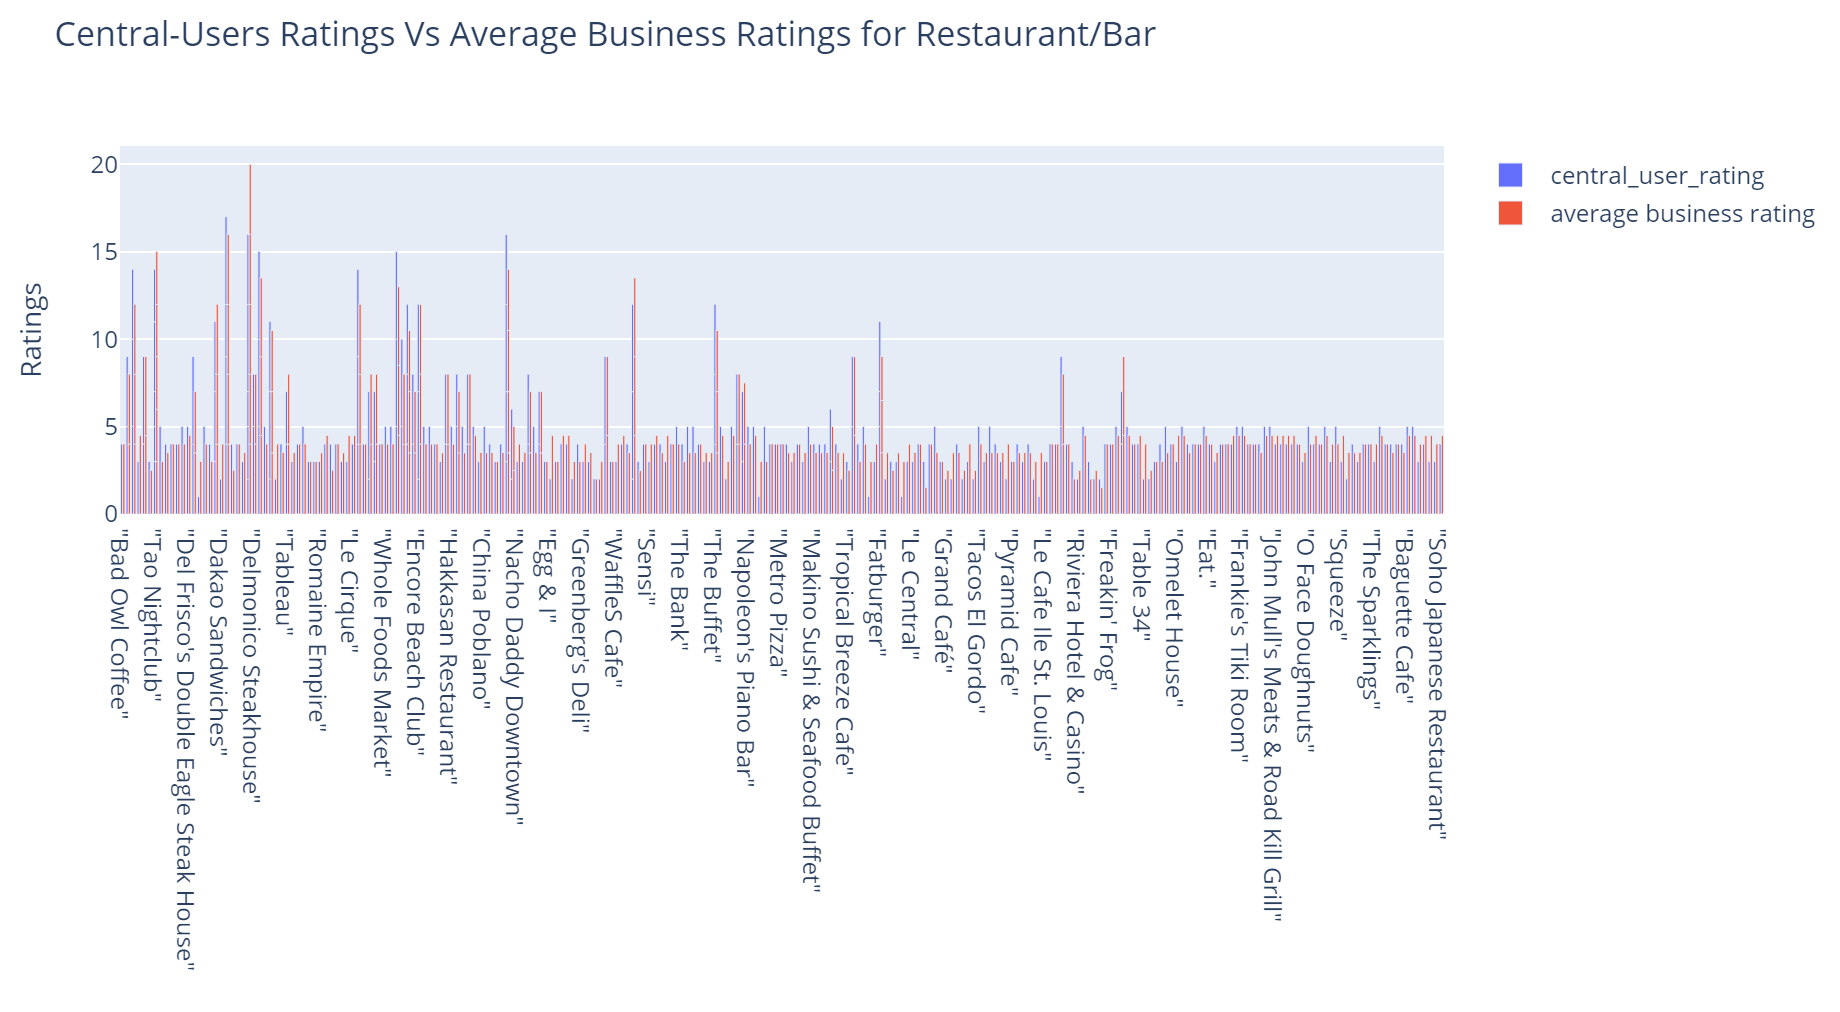 Central-Users Ratings Vs Average Business Ratings for Restaurant/Bar
central_user_rating
average business rating
Ratings
20
15
10
5
0
"Bad Owl Coffee"
"Tao Nightclub"
"Del Frisco's Double Eagle Steak House"
"Dakao Sandwiches"
"Delmonico Steakhouse"
"Tableau"
"Romaine Empire"
"Le Cirque"
"Whole Foods Market"
"Encore Beach Club"
"Hakkasan Restaurant"
"China Poblano"
"Nacho Daddy Downtown"
"Egg & I"
"Greenberg's Deli"
"WaffleS Cafe"
"Sensi"
"The Bank"
"The Buffet"
"Napoleon's Piano Bar"
"Metro Pizza"
"Makino Sushi & Seafood Buffet"
"Tropical Breeze Cafe"
"Fatburger"
"Le Central"
"Grand Café"
"Tacos El Gordo"
"Pyramid Cafe"
"Le Cafe Ile St. Louis"
"Riviera Hotel & Casino"
"Freakin' Frog"
"Table 34"
"Omelet House"
"Eat."
"Frankie's Tiki Room"
"John Mull's Meats & Road Kill Grill"
"O Face Doughnuts"
"Squeeze"
"The Sparklings"
"Baguette Cafe"
"Soho Japanese Restaurant"